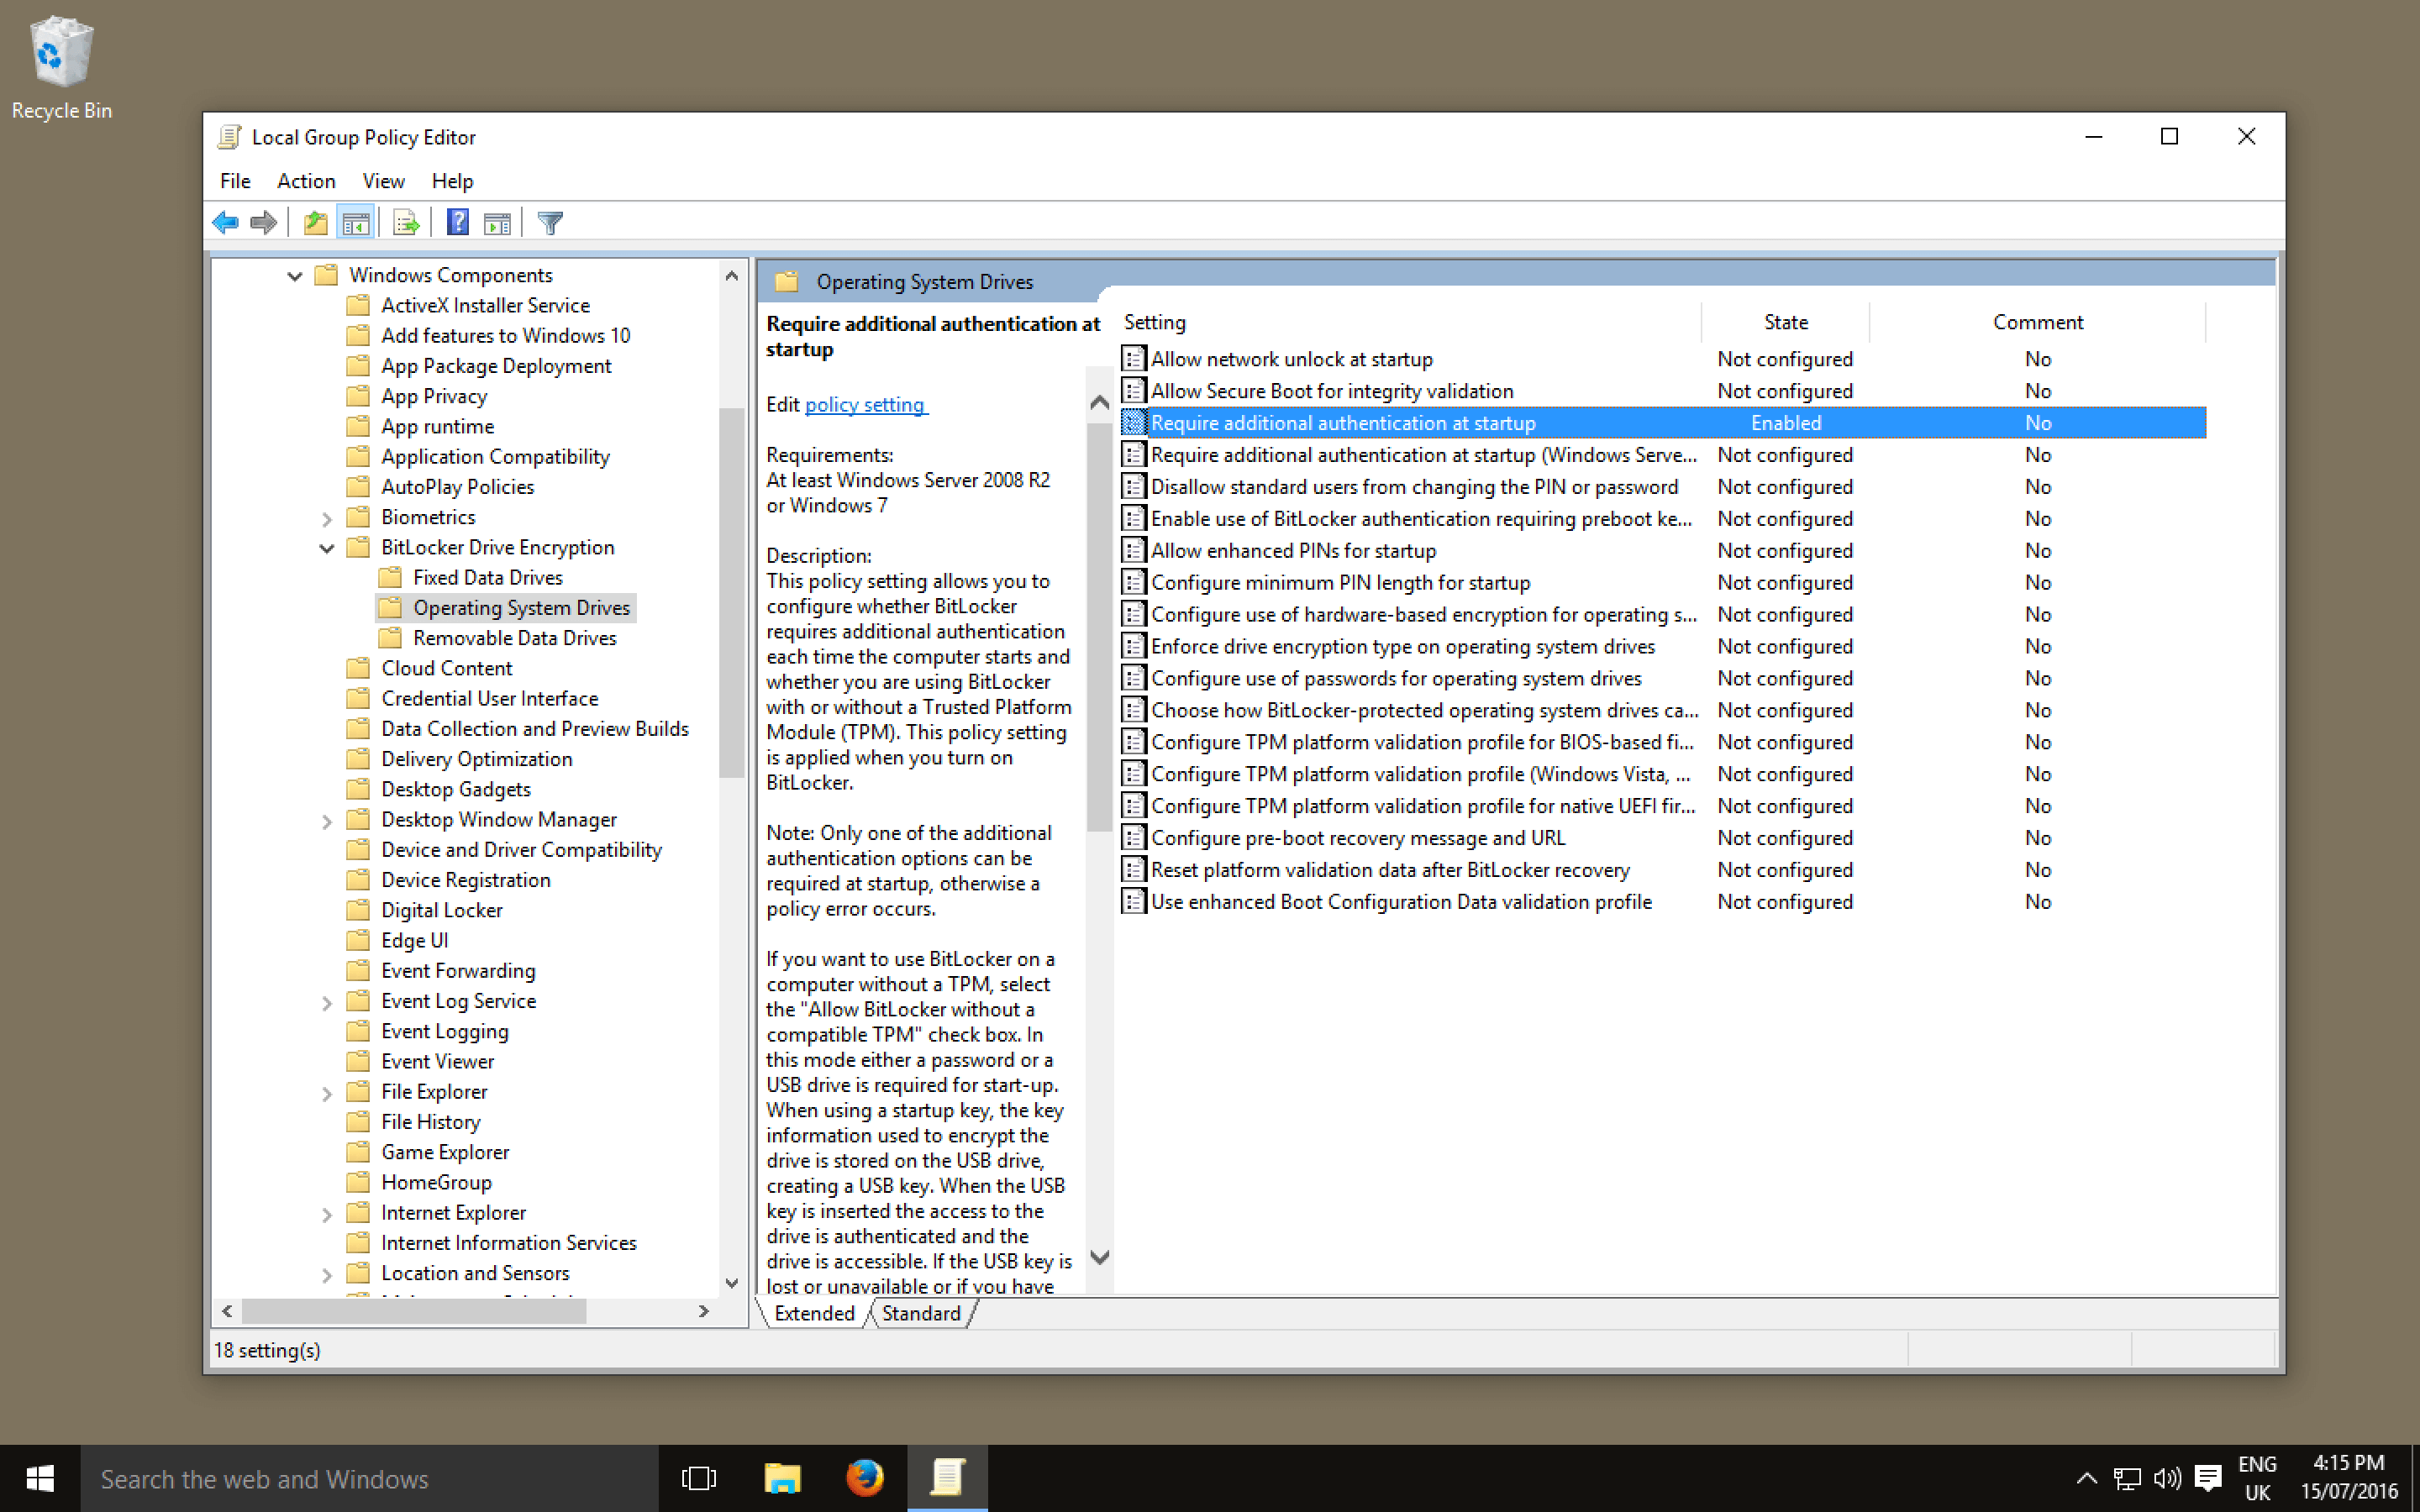 Recycle Bin
Local Group Policy Editor
File Action View Help
Windows Components
ActiveX Installer Service
Add features to Windows 10
App Package Deployment
App Privacy
App runtime
Application Compatibility
AutoPlay Policies
Biometrics
BitLocker Drive Encryption
Fixed Data Drives
Operating System Drives
Removable Data Drives
Cloud Content
Credential User Interface
Data Collection and Preview Builds
Delivery Optimization
Desktop Gadgets
Desktop Window Manager
Device and Driver Compatibility
Device Registration
Digital Locker
Edge UI
Event Forwarding
Event Log Service
Event Logging
Event Viewer
File Explorer
File History
Game Explorer
HomeGroup
Internet Explorer
Internet Information Services
Location and Sensors
Operating System Drives
Require additional authentication at
startup
Edit policy setting
Requirements:
At least Windows Server 2008 R2
or Windows 7
Description:
This policy setting allows you to
configure whether BitLocker
requires additional authentication
each time the computer starts and
whether you are using BitLocker
with or without a Trusted Platform
Module (TPM). This policy setting
is applied when you turn on
BitLocker.
Note: Only one of the additional
authentication options can be
required at startup, otherwise a
policy error occurs.
If you want to use BitLocker on a
computer without a TPM, select
the "Allow BitLocker without a
compatible TPM" check box. In
this mode either a password or a
USB drive is required for start-up.
When using a startup key, the key
information used to encrypt the
drive is stored on the USB drive,
creating a USB key. When the USB
key is inserted the access to the
drive is authenticated and the
drive is accessible. If the USB key is
lost or unavailable or if you have
Setting State Comment
Allow network unlock at startup Not configured No
Allow Secure Boot for integrity validation Not configured No
Require additional authentication at startup Enabled No
Require additional authentication at startup (Windows Serve... Not configured No
Disallow standard users from changing the PIN or password Not configured No
Enable use of BitLocker authentication requiring preboot ke... Not configured No
Allow enhanced PINs for startup Not configured No
Configure minimum PIN length for startup Not configured No
Configure use of hardware-based encryption for operating s... Not configured No
Enforce drive encryption type on operating system drives Not configured No
Configure use of passwords for operating system drives Not configured No
Choose how BitLocker-protected operating system drives ca... Not configured No
Configure TPM platform validation profile for BIOS-based fi... Not configured No
Configure TPM platform validation profile (Windows Vista, ... Not configured No
Configure TPM platform validation profile for native UEFI fir... Not configured No
Configure pre-boot recovery message and URL Not configured No
Reset platform validation data after BitLocker recovery Not configured No
Use enhanced Boot Configuration Data validation profile Not configured No
Extended Standard
18 setting(s)
Search the web and Windows
ENG
UK
4:15 PM
15/07/2016